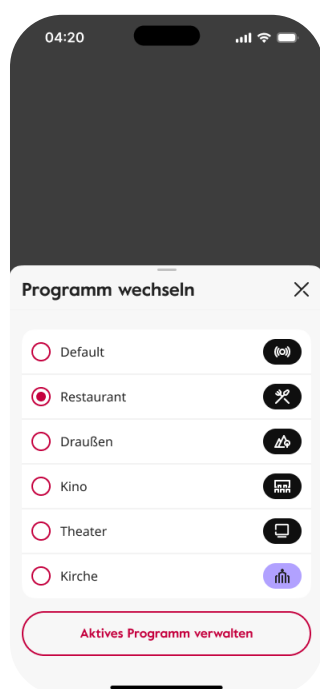 04:20
Programm wechseln
Default
Restaurant
Draußen
Kino
Theater
Kirche
Aktives Programm verwalten